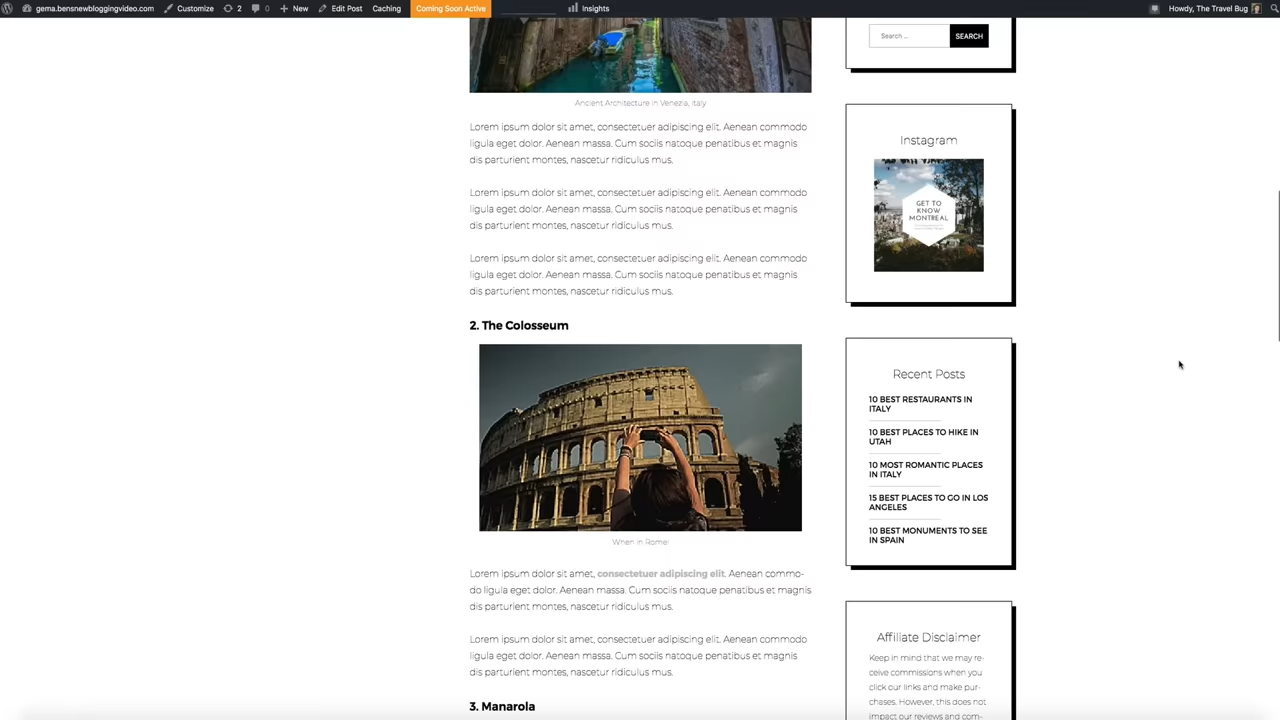 gema.bensnewbloggingvideo.com Customize 2 0 New Edit Post Caching Coming Soon Active Insights Howdy, The Travel Bug
Ancient Architecture in Venezia, Italy
Lorem ipsum dolor sit amet, consectetuer adipiscing elit. Aenean commodo
ligula eget dolor. Aenean massa. Cum sociis natoque penatibus et magnis
dis parturient montes, nascetur ridiculus mus.
Lorem ipsum dolor sit amet, consectetuer adipiscing elit. Aenean commodo
ligula eget dolor. Aenean massa. Cum sociis natoque penatibus et magnis
dis parturient montes, nascetur ridiculus mus.
Lorem ipsum dolor sit amet, consectetuer adipiscing elit. Aenean commodo
ligula eget dolor. Aenean massa. Cum sociis natoque penatibus et magnis
dis parturient montes, nascetur ridiculus mus.
2. The Colosseum
When in Rome!
Lorem ipsum dolor sit amet, consectetuer adipiscing elit. Aenean commo-
do ligula eget dolor. Aenean massa. Cum sociis natoque penatibus et magnis
dis parturient montes, nascetur ridiculus mus.
Lorem ipsum dolor sit amet, consectetuer adipiscing elit. Aenean commodo
ligula eget dolor. Aenean massa. Cum sociis natoque penatibus et magnis
dis parturient montes, nascetur ridiculus mus.
3. Manarola
Search ...
SEARCH
Instagram
GET TO
KNOW
MONTREAL
Recent Posts
10 BEST RESTAURANTS IN
ITALY
10 BEST PLACES TO HIKE IN
UTAH
10 MOST ROMANTIC PLACES
IN ITALY
15 BEST PLACES TO GO IN LOS
ANGELES
10 BEST MONUMENTS TO SEE
IN SPAIN
Affiliate Disclaimer
Keep in mind that we may re-
ceive commissions when you
click our links and make pur-
chases. However, this does not
impact our reviews and com-